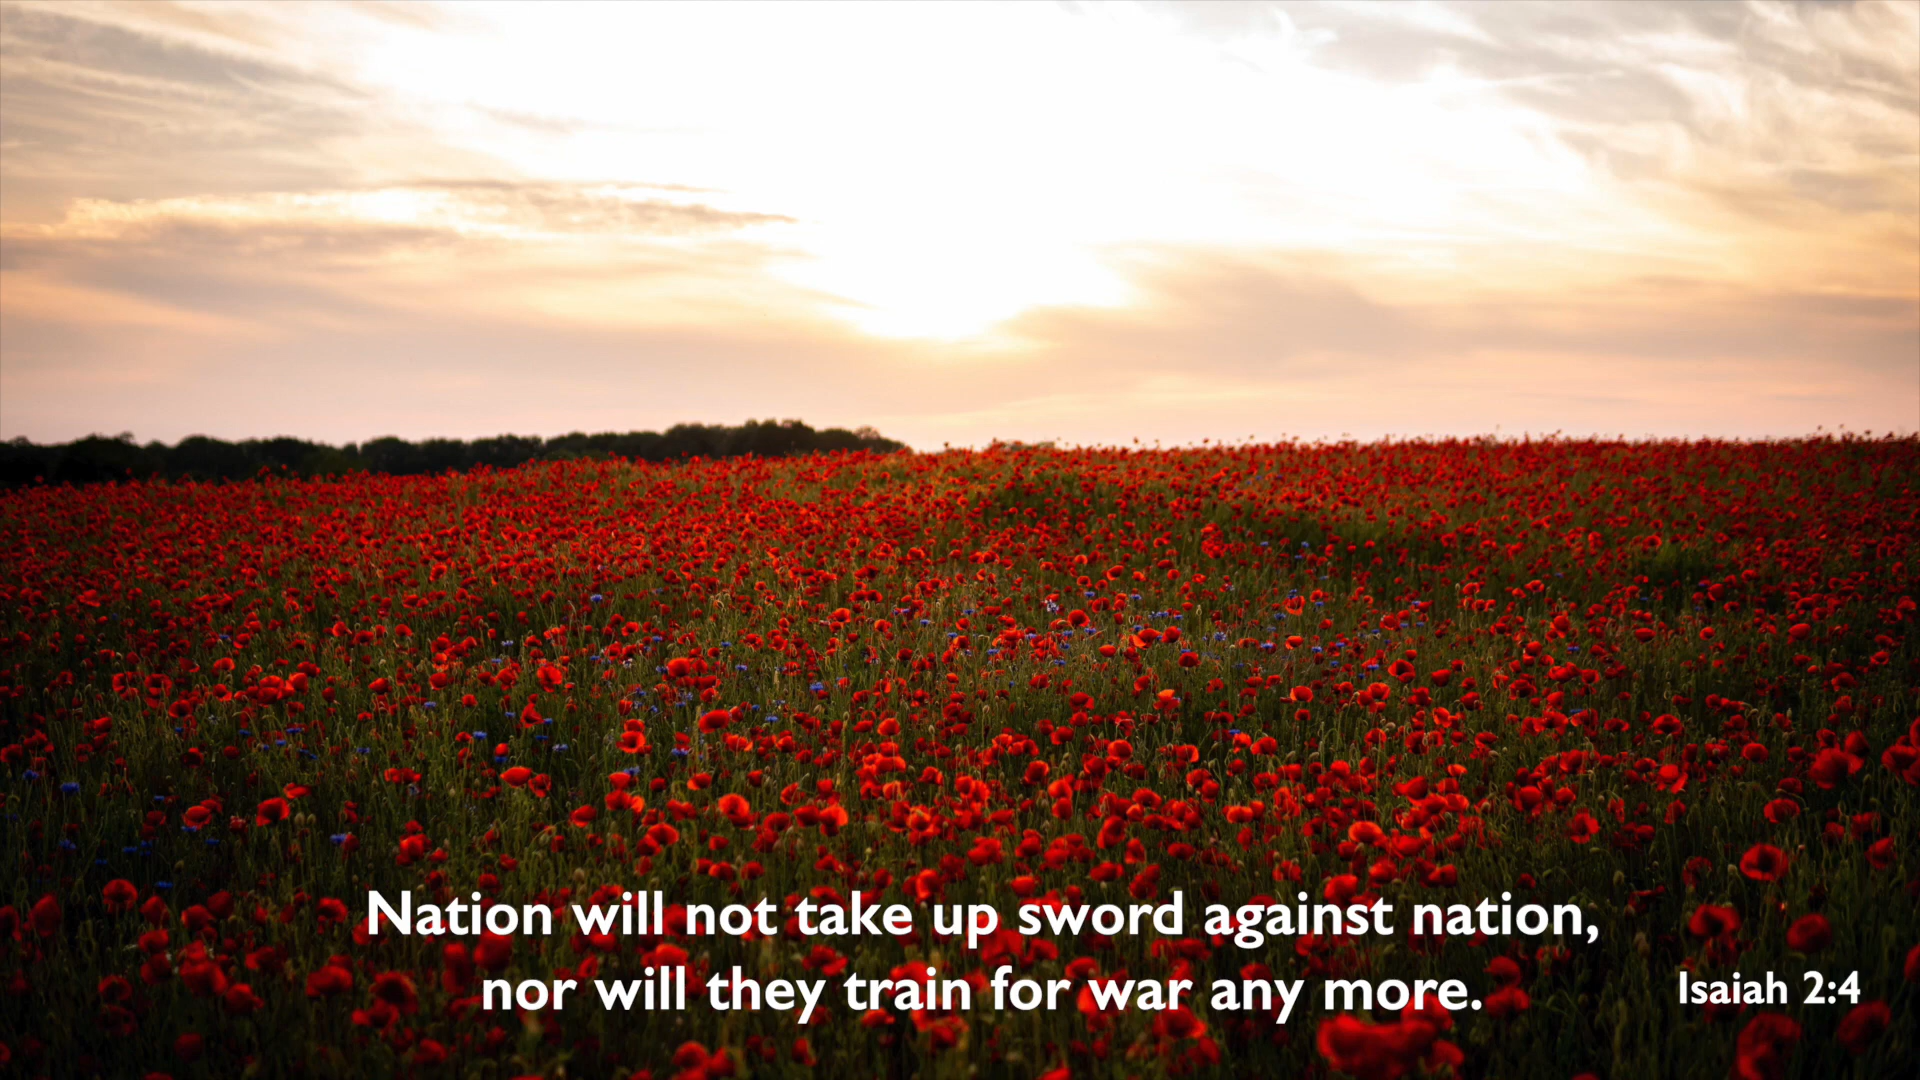 Nation will not take up sword against nation,
nor will they train for war any more.
Isaiah 2:4